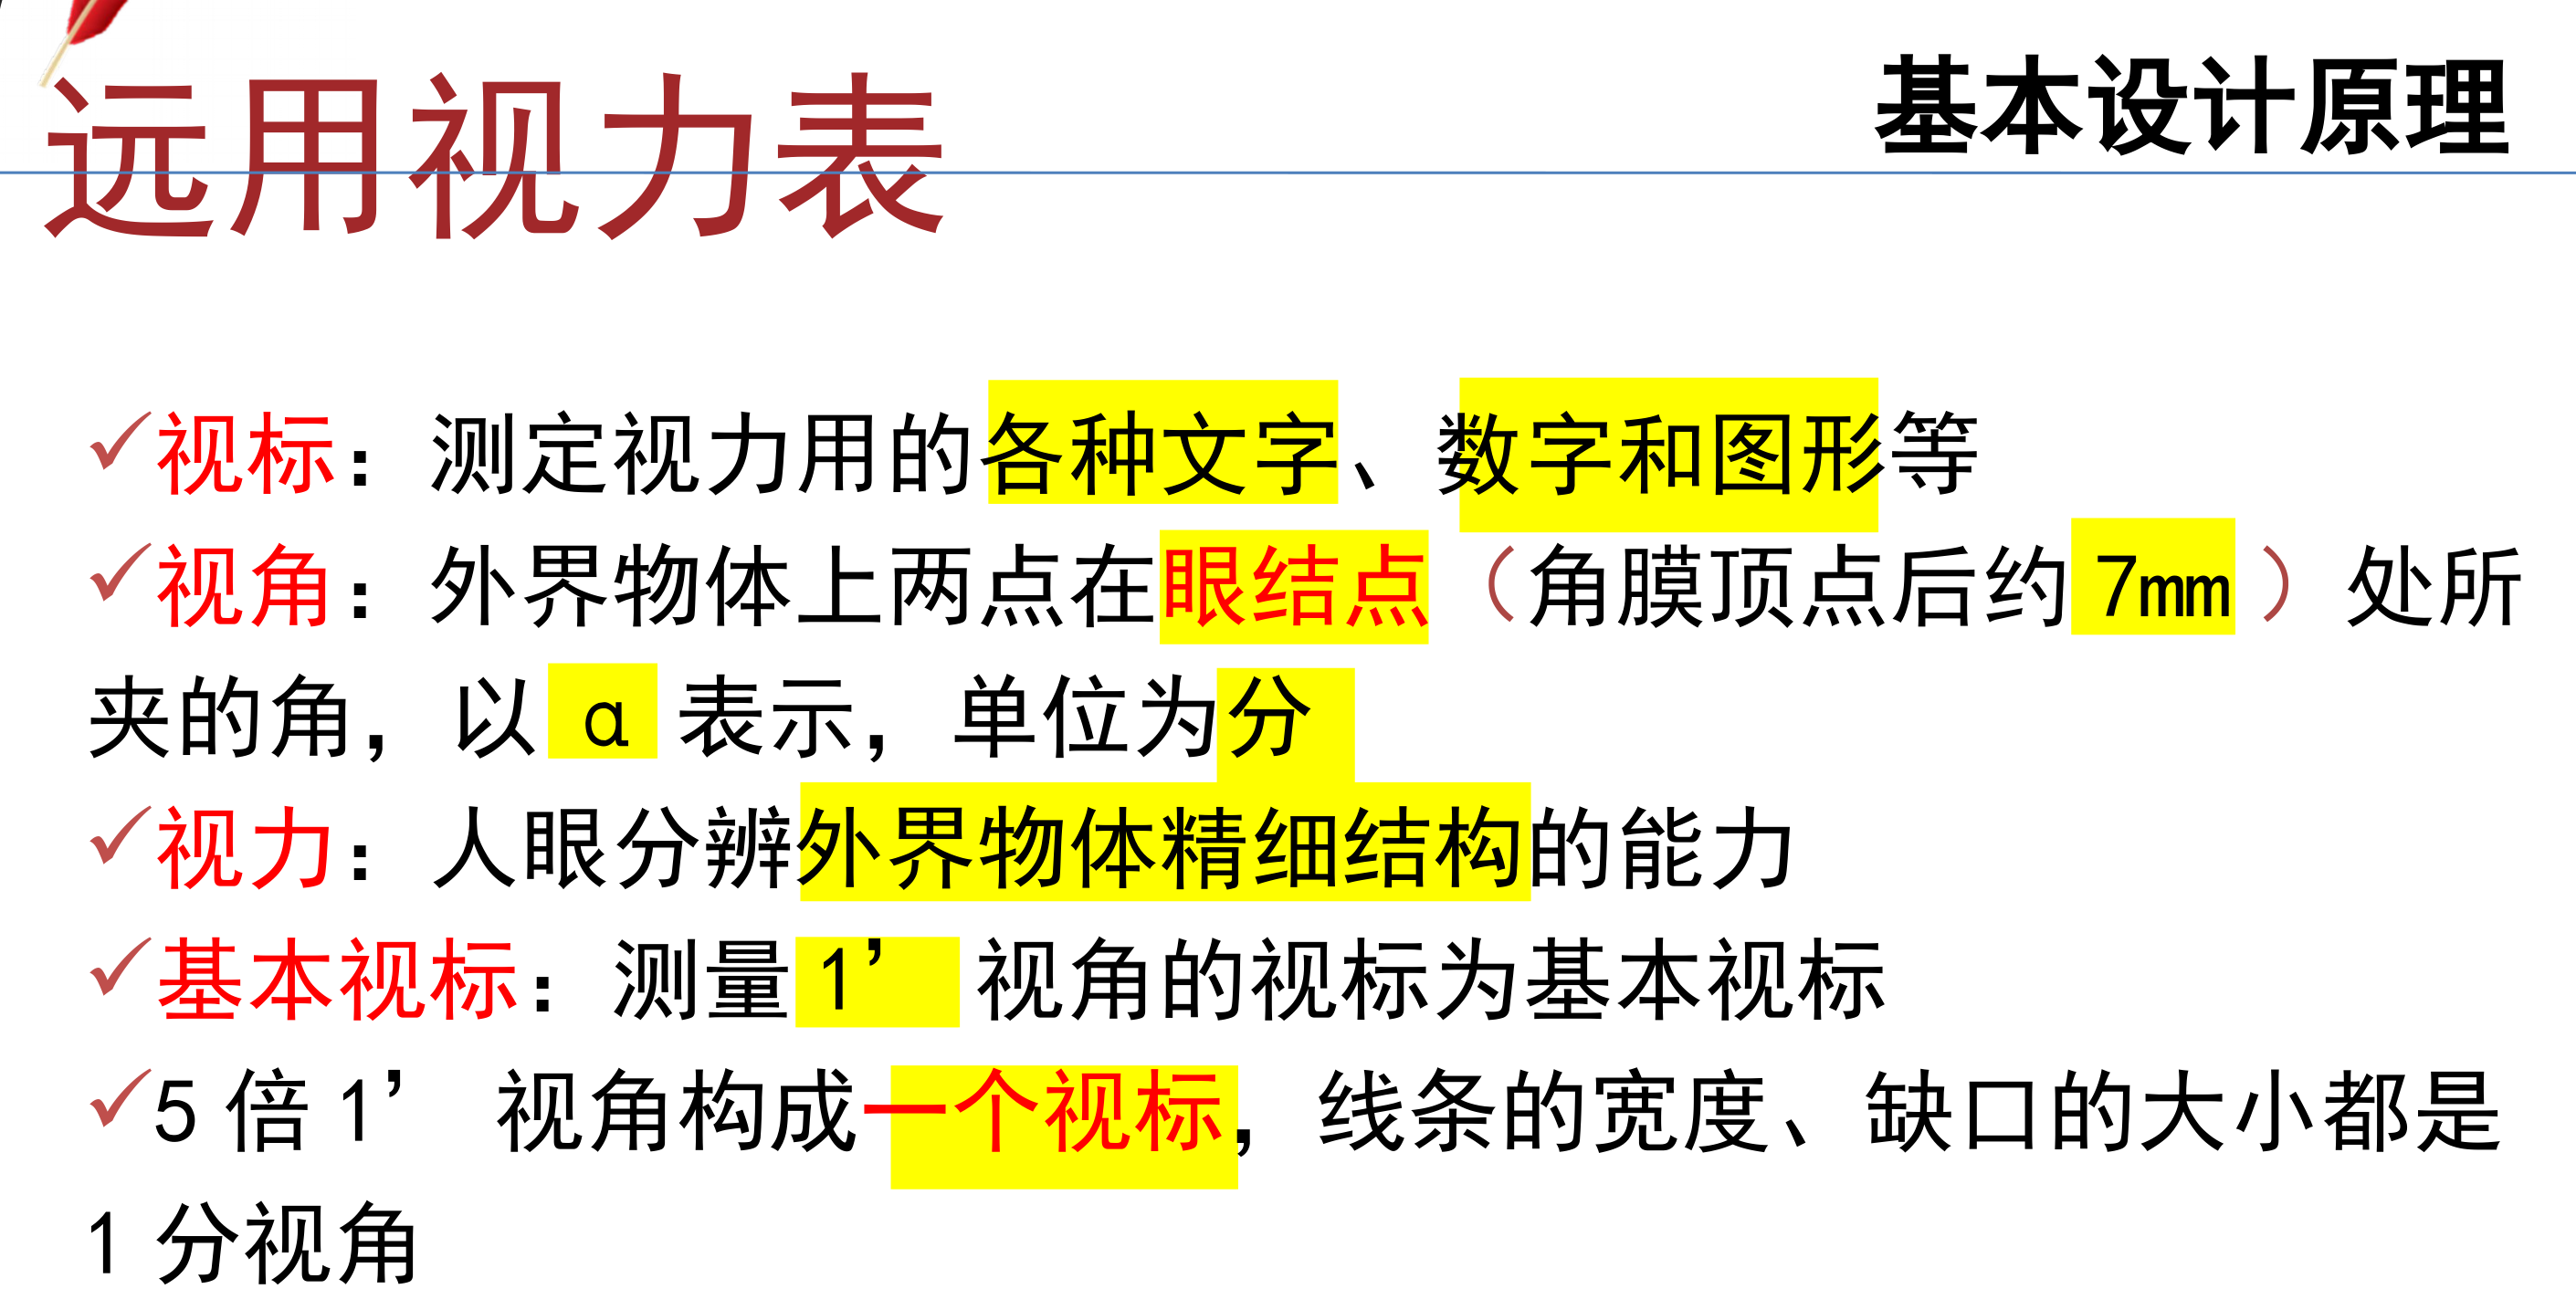 远用视力表
基本设计原理
视标：测定视力用的各种文字、数字和图形等
视角：外界物体上两点在眼结点（角膜顶点后约7mm）处所
夹的角，以α表示，单位为分
视力：人眼分辨外界物体精细结构的能力
基本视标：测量1’视角的视标为基本视标
5倍1’视角构成一个视标，线条的宽度、缺口的大小都是
1分视角